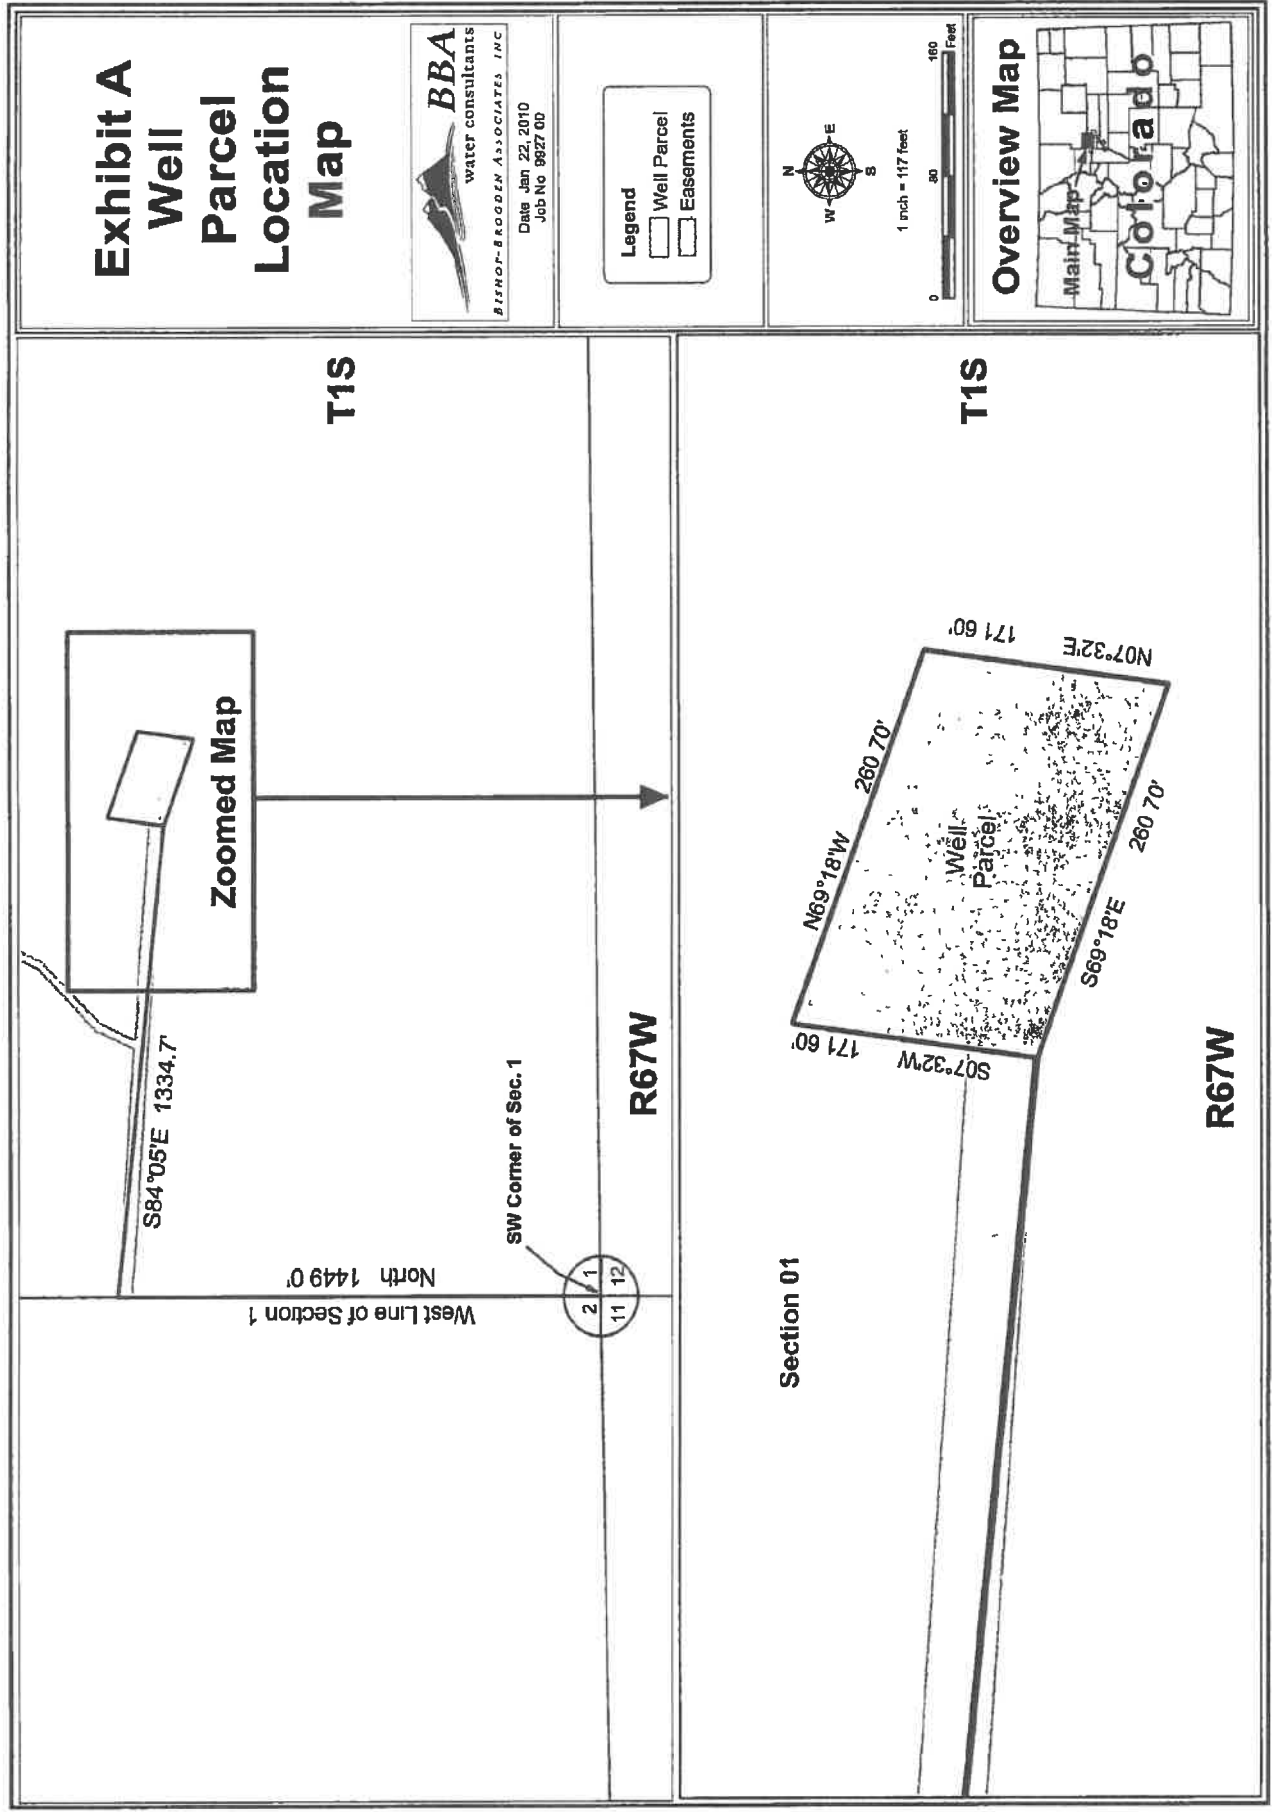 Exhibit A
Well
Parcel
Location
Map
BBA
water consultants
BISHOP-BROGDEN ASSOCIATES INC
Date Jan 22, 2010
Job No 9927 00
Legend
Well Parcel
Easements
N
W E
S
1 inch = 117 feet
0 80 160
Feet
Overview Map
Main Map
Colorado
T1S
Zoomed Map
S84°05'E 1334.7'
North 1449 0'
West Line of Section 1
SW Corner of Sec. 1
2 1
11 12
R67W
T1S
N69°18'W 260 70'
171 60'
N07°32'E
Well
Parcel
171 60'
S07°32'W
S69°18'E 260 70'
Section 01
R67W